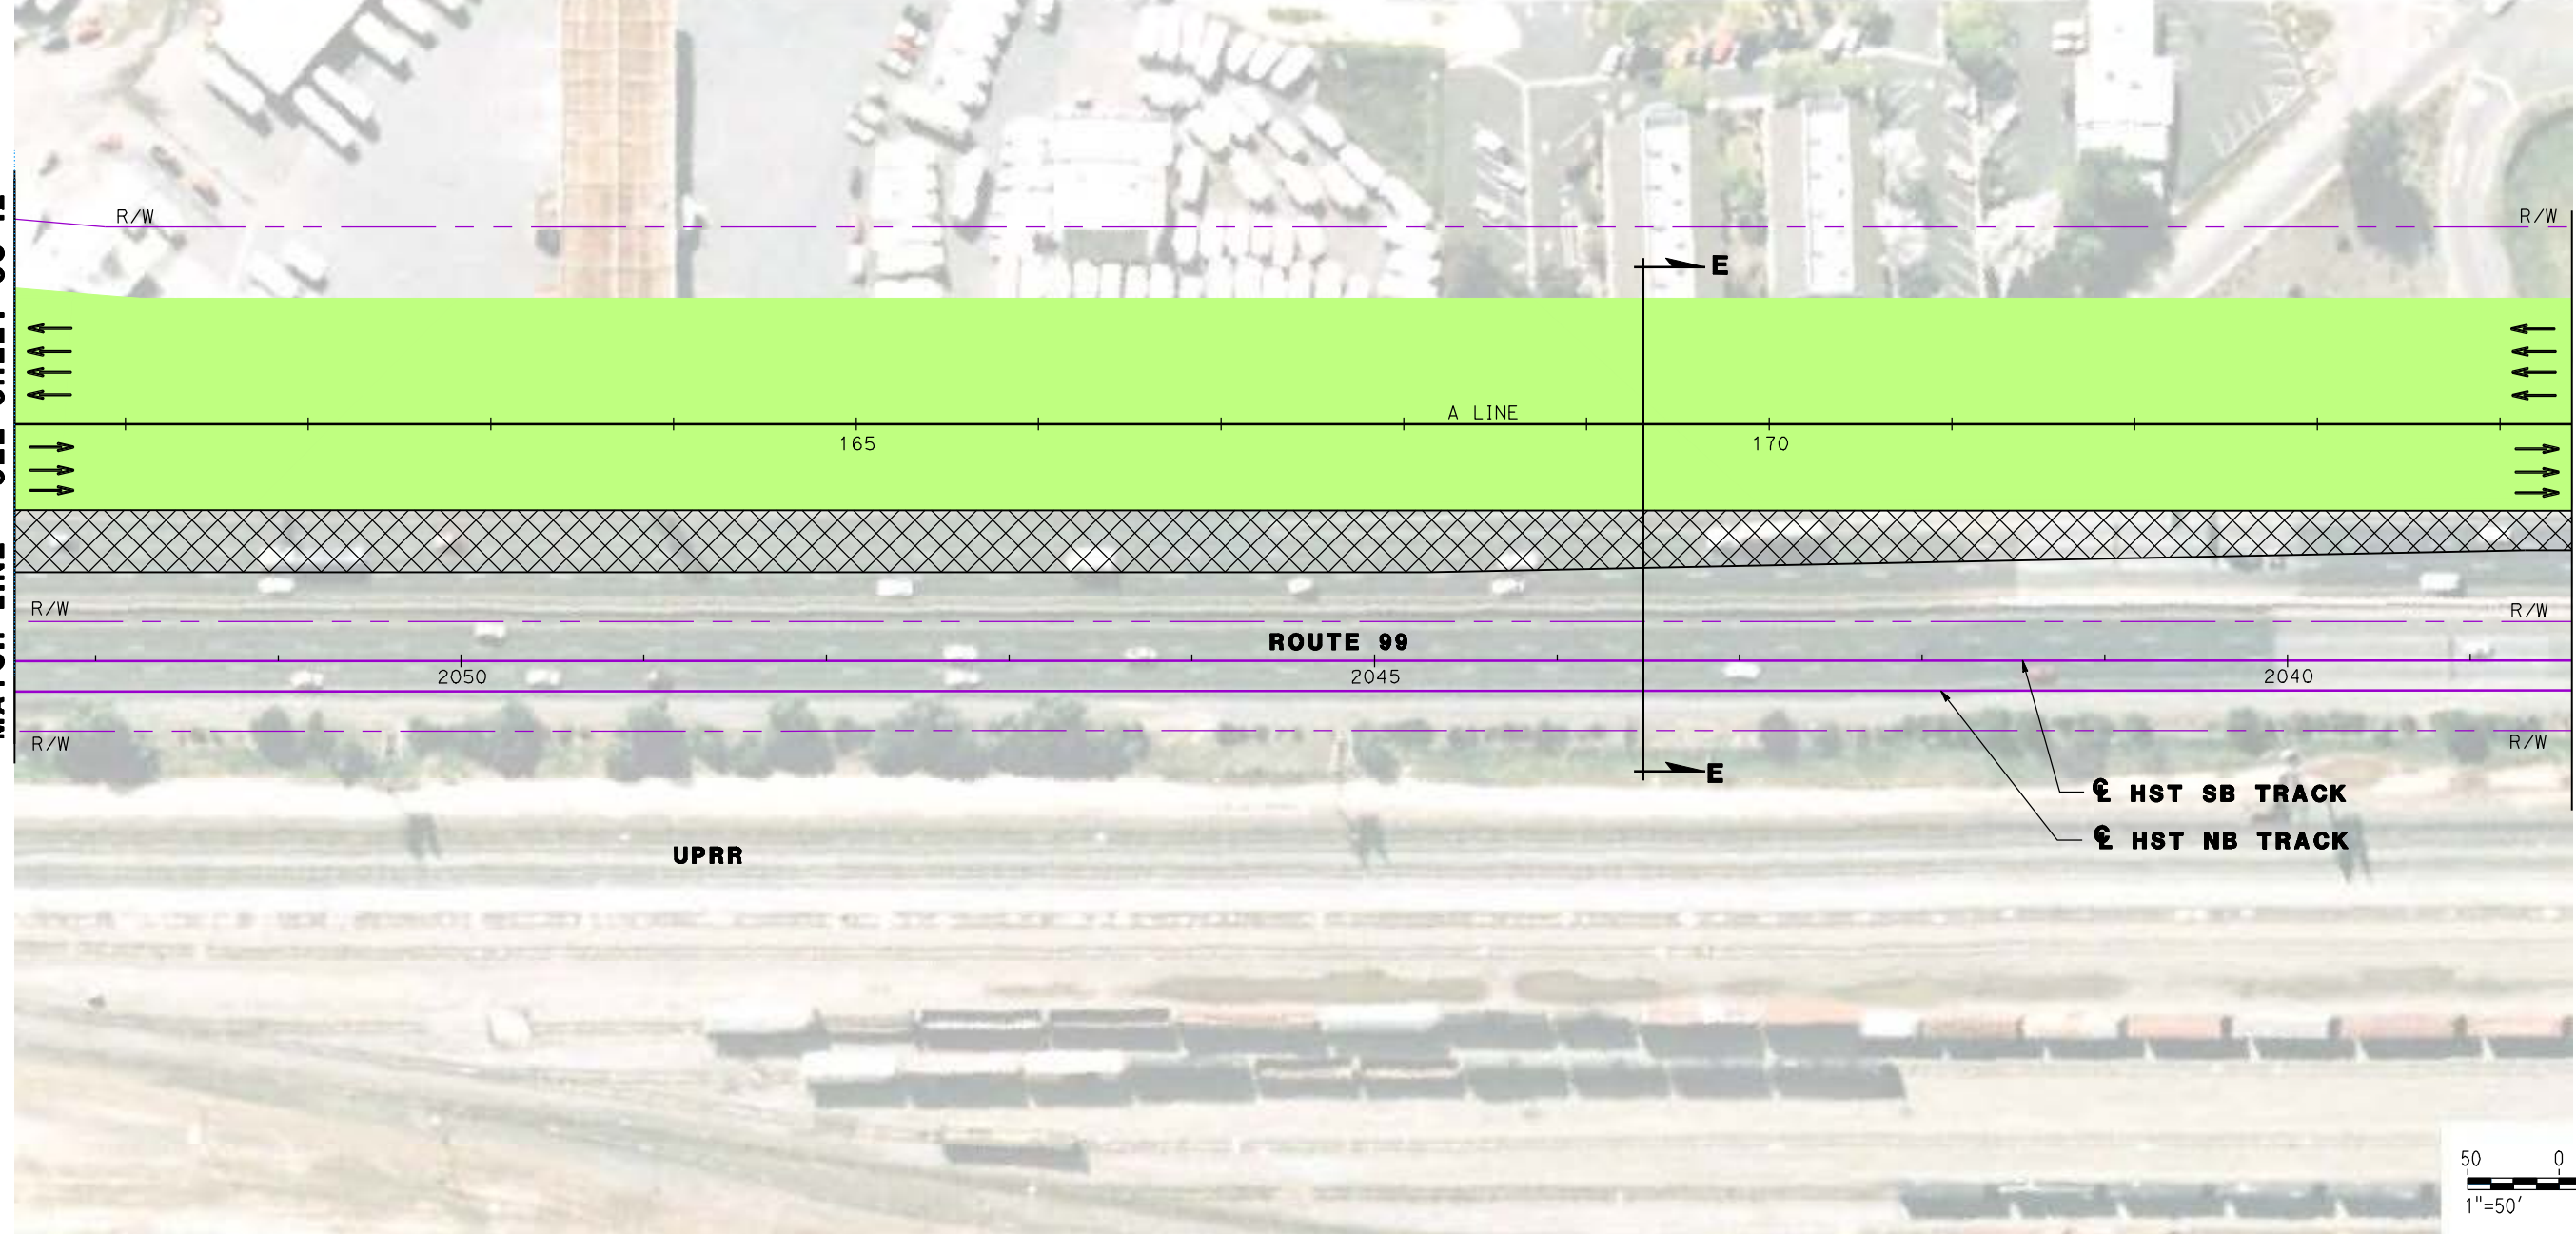 R/W
R/W
E
A LINE
165
170
R/W
R/W
ROUTE 99
2050
2045
2040
R/W
R/W
E
℄ HST SB TRACK
℄ HST NB TRACK
UPRR
50 0
1"=50'